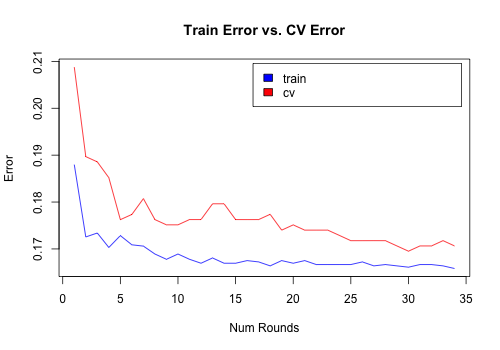 Train Error vs. CV Error
train
cv
Error
0.21
0.20
0.19
0.18
0.17
0 5 10 15 20 25 30 35
Num Rounds